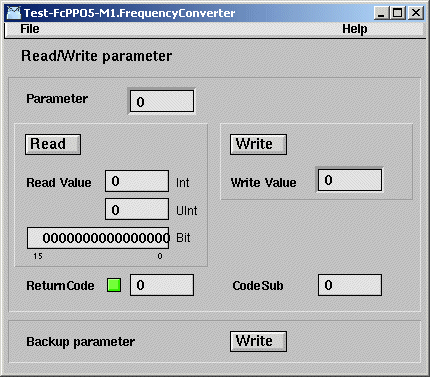 Test-FcPPO5-M1.FrequencyConverter
File Help
Read/Write parameter
Parameter 0
Read Write
Read Value 0 Int Write Value 0
0 UInt
0000000000000000 Bit
15 0
ReturnCode 0 CodeSub 0
Backup parameter Write